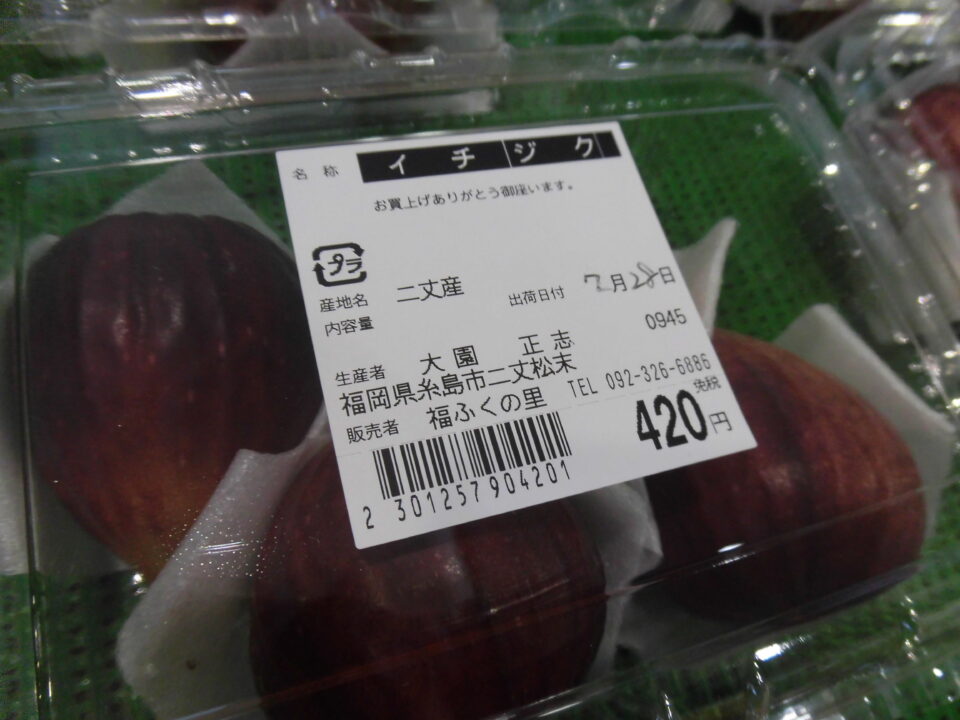 名称 イチジク
お買上げありがとう御座います。
プラ
産地名 二丈産 出荷日付 7月28日
内容量 0945
生産者 大園 正志
福岡県糸島市二丈松末
販売者 福ふくの里 TEL 092-326-6886
免税
420円
2 301257 904201